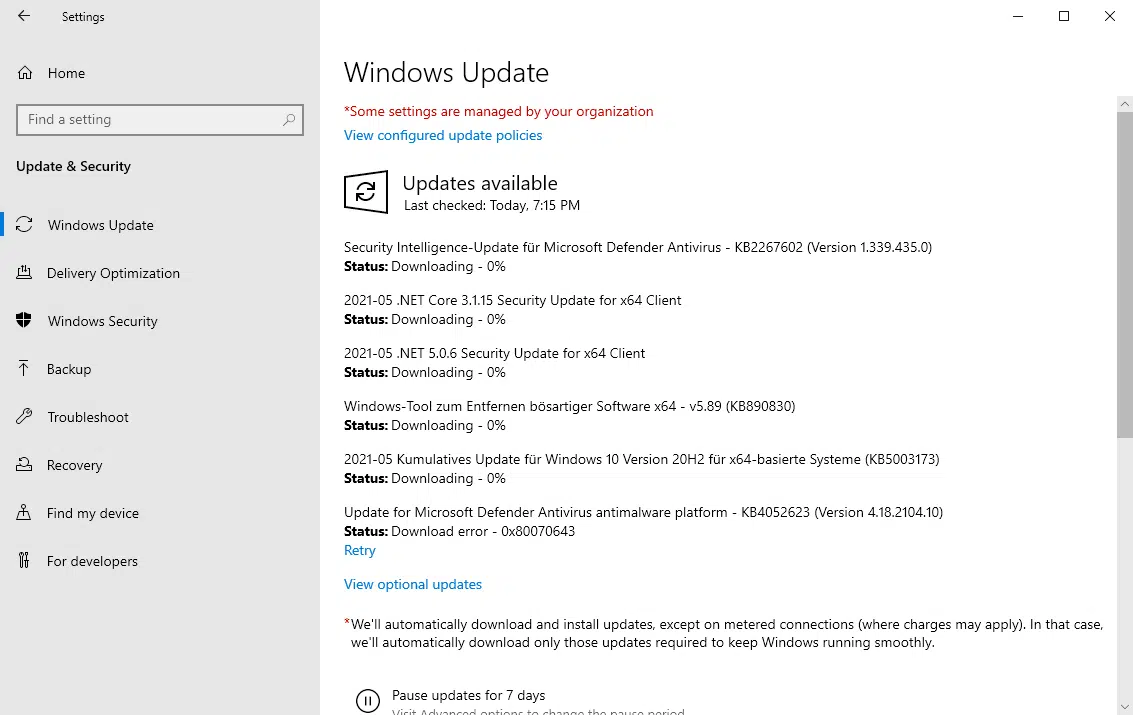 Settings
Home
Find a setting
Update & Security
Windows Update
Delivery Optimization
Windows Security
Backup
Troubleshoot
Recovery
Find my device
For developers
Windows Update
*Some settings are managed by your organization
View configured update policies
Updates available
Last checked: Today, 7:15 PM
Security Intelligence-Update für Microsoft Defender Antivirus - KB2267602 (Version 1.339.435.0)
Status: Downloading - 0%
2021-05 .NET Core 3.1.15 Security Update for x64 Client
Status: Downloading - 0%
2021-05 .NET 5.0.6 Security Update for x64 Client
Status: Downloading - 0%
Windows-Tool zum Entfernen bösartiger Software x64 - v5.89 (KB890830)
Status: Downloading - 0%
2021-05 Kumulatives Update für Windows 10 Version 20H2 für x64-basierte Systeme (KB5003173)
Status: Downloading - 0%
Update for Microsoft Defender Antivirus antimalware platform - KB4052623 (Version 4.18.2104.10)
Status: Download error - 0x80070643
Retry
View optional updates
*We'll automatically download and install updates, except on metered connections (where charges may apply). In that case,
we'll automatically download only those updates required to keep Windows running smoothly.
Pause updates for 7 days
Visit Advanced options to change the pause period